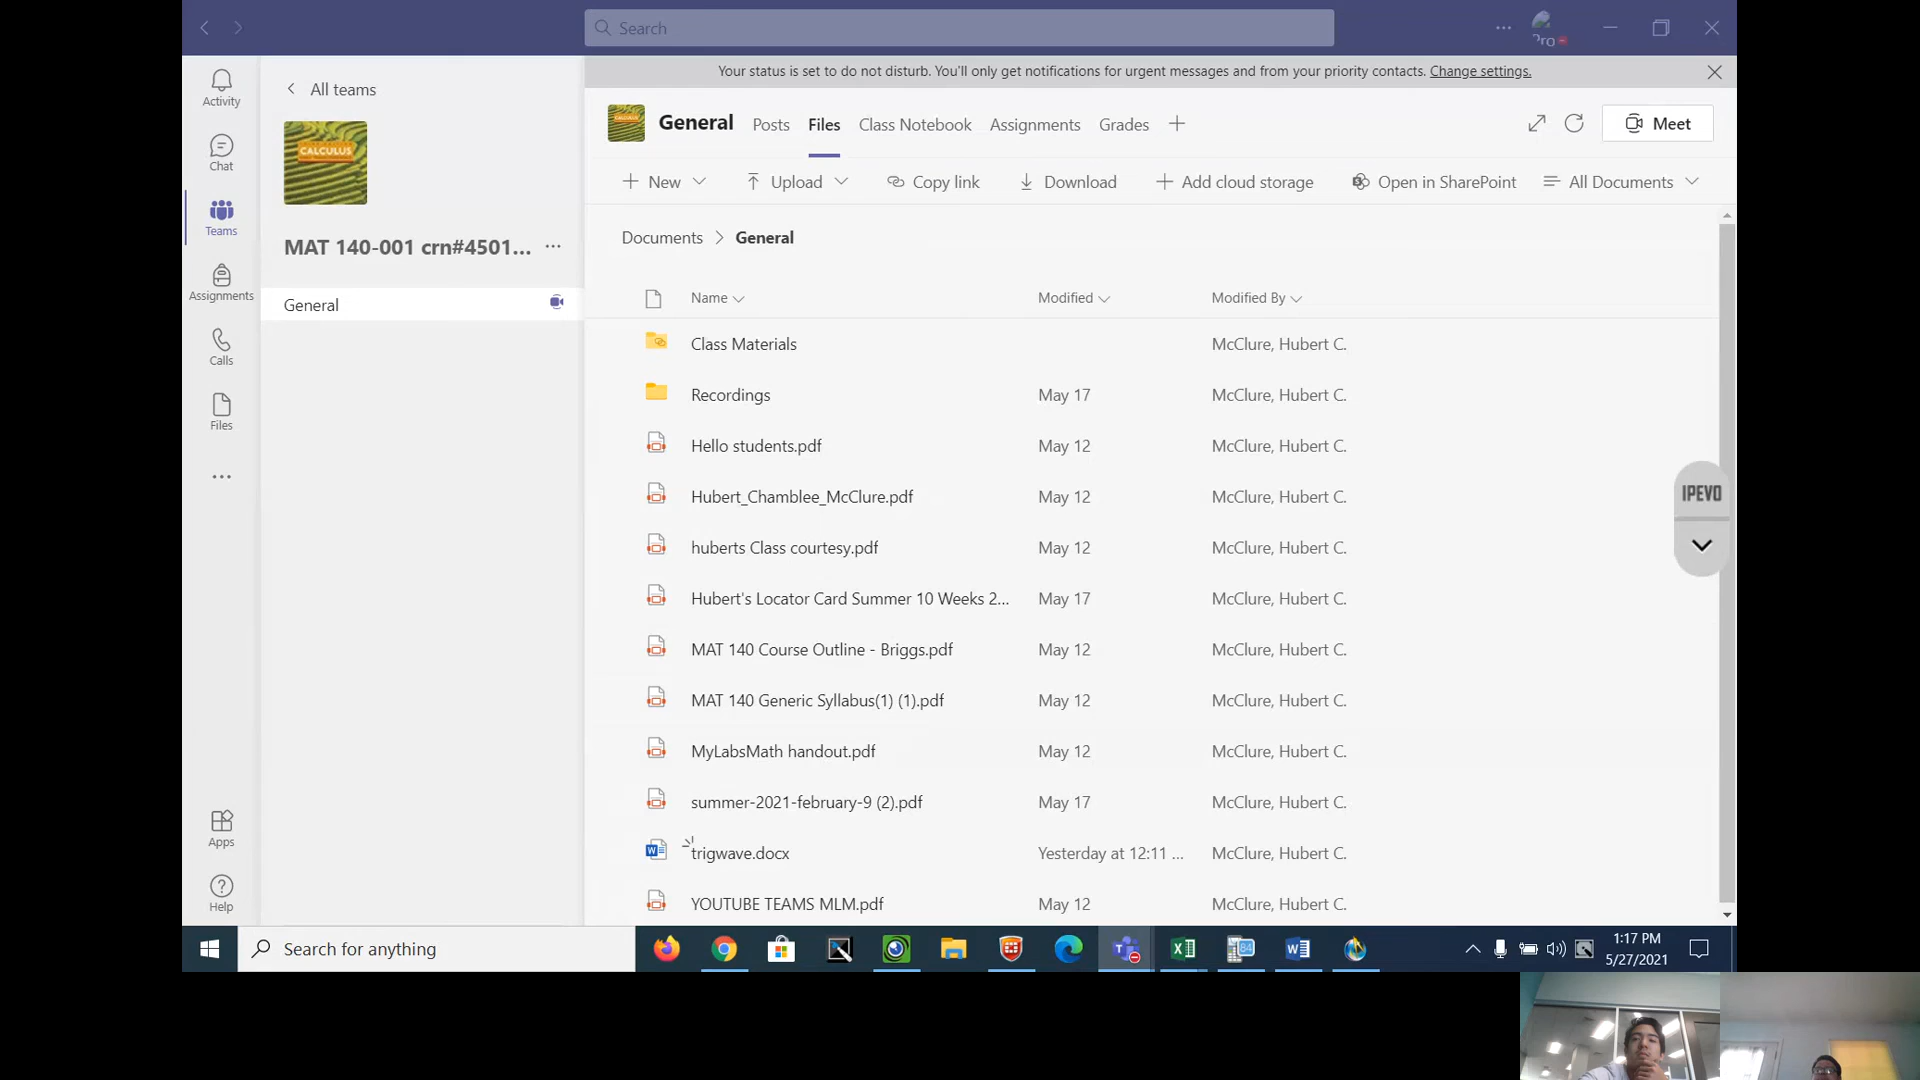 Search
Pro
Your status is set to do not disturb. You'll only get notifications for urgent messages and from your priority contacts. Change settings.
Activity
Chat
Teams
Assignments
Calls
Files
Apps
Help
All teams
CALCULUS
MAT 140-001 crn#4501...
General
CALCULUS
General Posts Files Class Notebook Assignments Grades
Meet
New Upload Copy link Download Add cloud storage Open in SharePoint All Documents
Documents > General
Name Modified Modified By
Class Materials McClure, Hubert C.
Recordings May 17 McClure, Hubert C.
Hello students.pdf May 12 McClure, Hubert C.
Hubert_Chamblee_McClure.pdf May 12 McClure, Hubert C.
huberts Class courtesy.pdf May 12 McClure, Hubert C.
Hubert's Locator Card Summer 10 Weeks 2... May 17 McClure, Hubert C.
MAT 140 Course Outline - Briggs.pdf May 12 McClure, Hubert C.
MAT 140 Generic Syllabus(1) (1).pdf May 12 McClure, Hubert C.
MyLabsMath handout.pdf May 12 McClure, Hubert C.
summer-2021-february-9 (2).pdf May 17 McClure, Hubert C.
trigwave.docx Yesterday at 12:11 ... McClure, Hubert C.
YOUTUBE TEAMS MLM.pdf May 12 McClure, Hubert C.
IPEVO
Search for anything
84
1:17 PM
5/27/2021